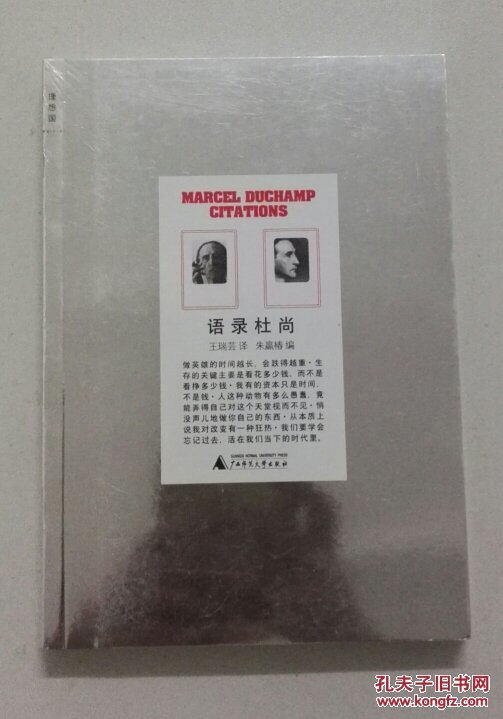 理想国
MARCEL DUCHAMP
CITATIONS
语录杜尚
王瑞芸 译 朱赢椿 编
做英雄的时间越长，会跌得越重·生
存的关键主要是看花多少钱，而不是
看挣多少钱·我有的资本只是时间，
不是钱·人这种动物有多么愚蠢，竟
能弄得自己对这个天堂视而不见·悄
没声儿地做你自己的东西·从本质上
说我对改变有一种狂热·我们要学会
忘记过去，活在我们当下的时代里。
GUANGXI NORMAL UNIVERSITY PRESS
广西师范大学出版社
孔夫子旧书网
www.kongfz.com